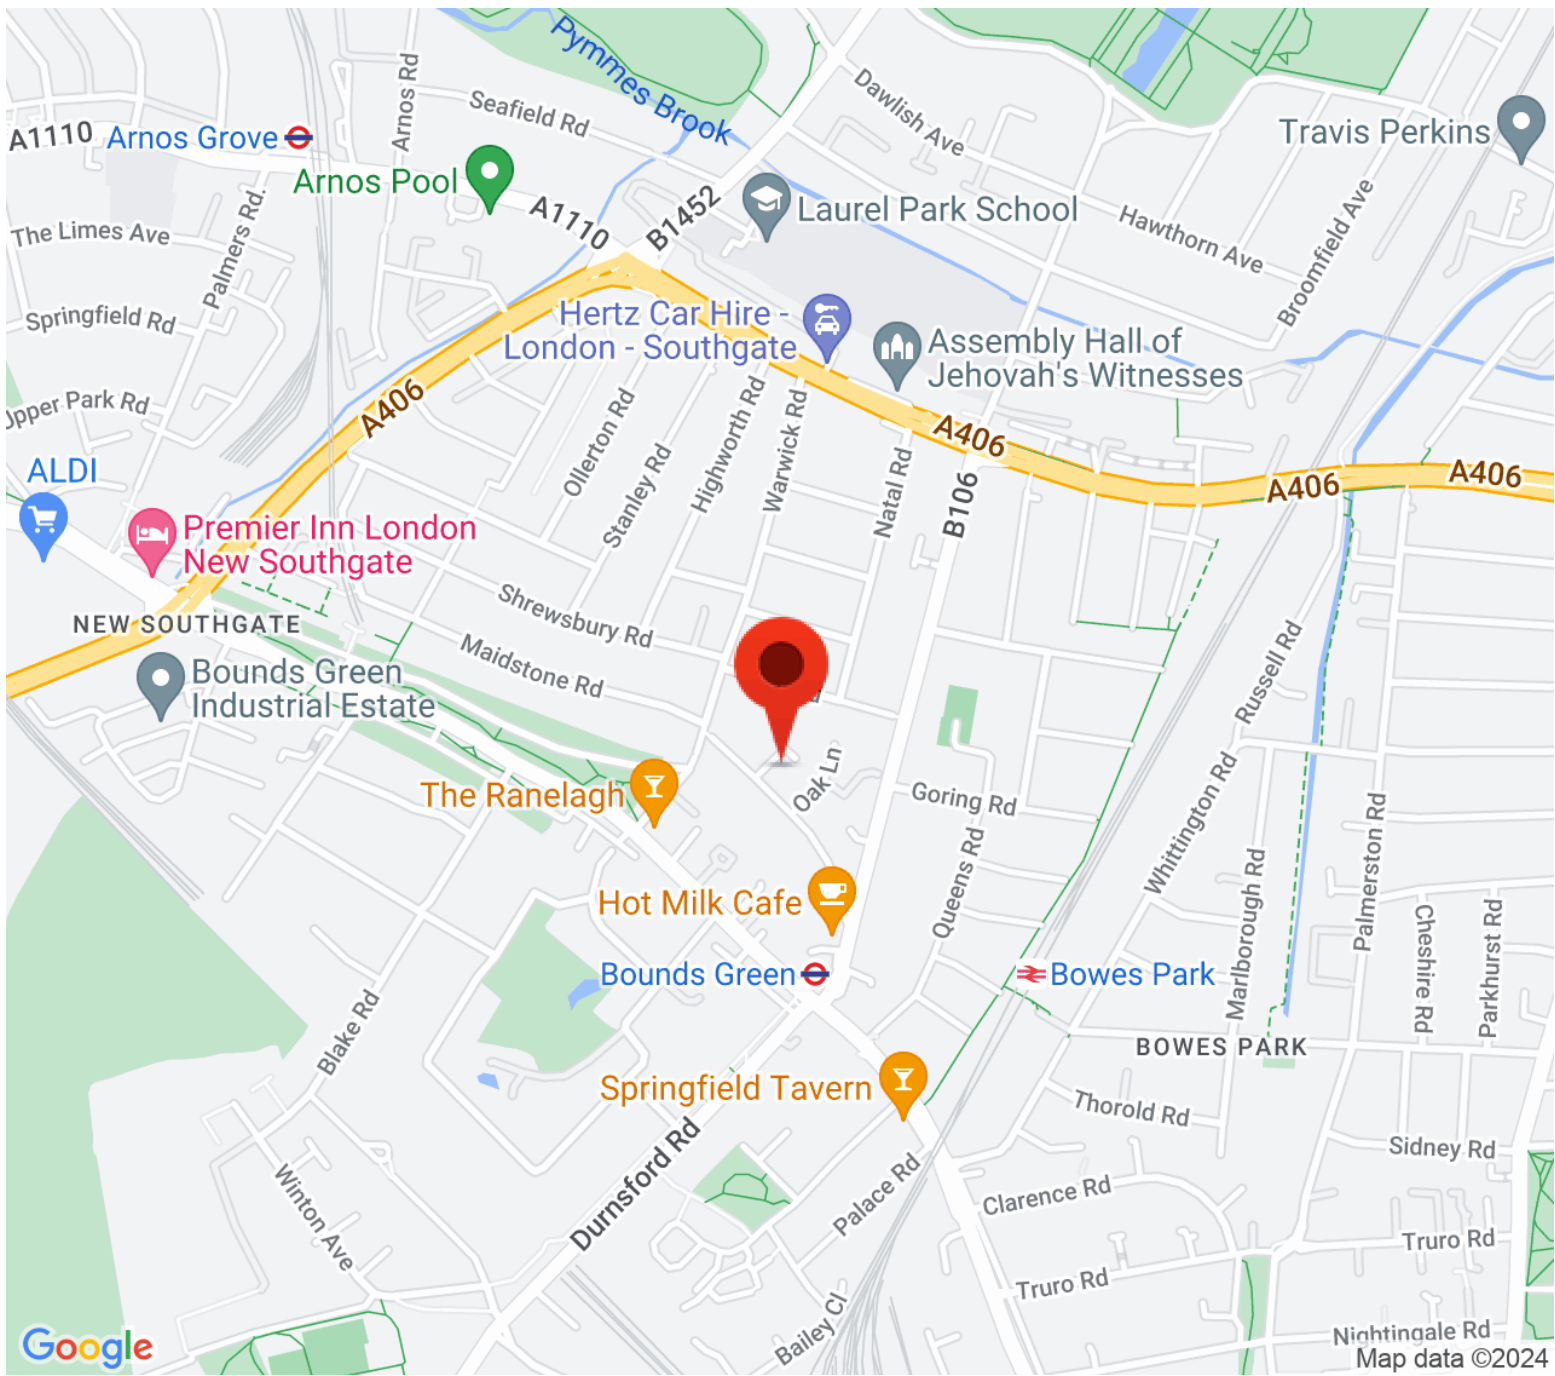 Pymmes Brook
Arnos Rd
Seafield Rd
Dawlish Ave
A1110
Arnos Grove
Travis Perkins
Arnos Pool
A1110
B1452
Laurel Park School
Hawthorn Ave
Broomfield Ave
The Limes Ave
Palmers Rd.
Springfield Rd
Hertz Car Hire -
London - Southgate
Assembly Hall of
Jehovah's Witnesses
Upper Park Rd
A406
Ollerton Rd
Stanley Rd
Highworth Rd
Warwick Rd
Natal Rd
A406
B106
A406
A406
ALDI
Premier Inn London
New Southgate
Shrewsbury Rd
NEW SOUTHGATE
Maidstone Rd
Bounds Green
Industrial Estate
Russell Rd
Oak Ln
The Ranelagh
Goring Rd
Whittington Rd
Queens Rd
Marlborough Rd
Palmerston Rd
Cheshire Rd
Parkhurst Rd
Hot Milk Cafe
Bounds Green
Bowes Park
Blake Rd
BOWES PARK
Springfield Tavern
Thorold Rd
Durnsford Rd
Sidney Rd
Winton Ave
Palace Rd
Clarence Rd
Truro Rd
Truro Rd
Bailey Cl
Nightingale Rd
Google
Map data ©2024